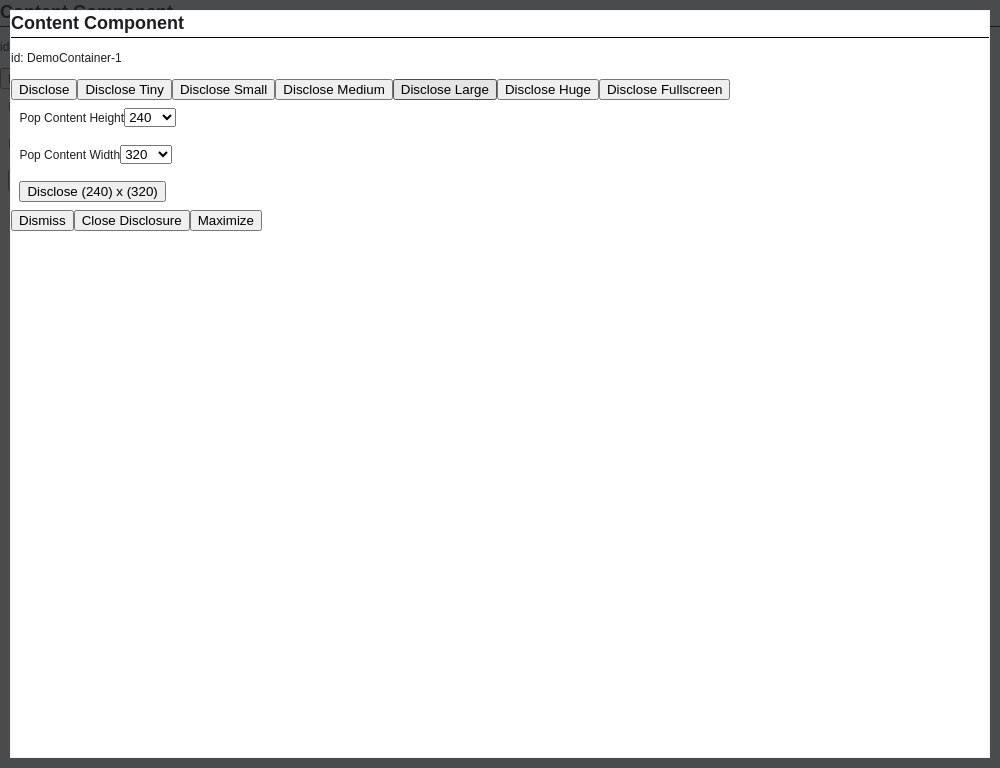 Content Component
id: DemoContainer-1
Disclose Disclose Tiny Disclose Small Disclose Medium Disclose Large Disclose Huge Disclose Fullscreen
Pop Content Height 240
Pop Content Width 320
Disclose (240) x (320)
Dismiss Close Disclosure Maximize